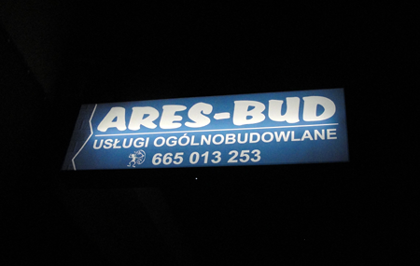 ARES-BUD
USŁUGI OGÓLNOBUDOWLANE
665 013 253